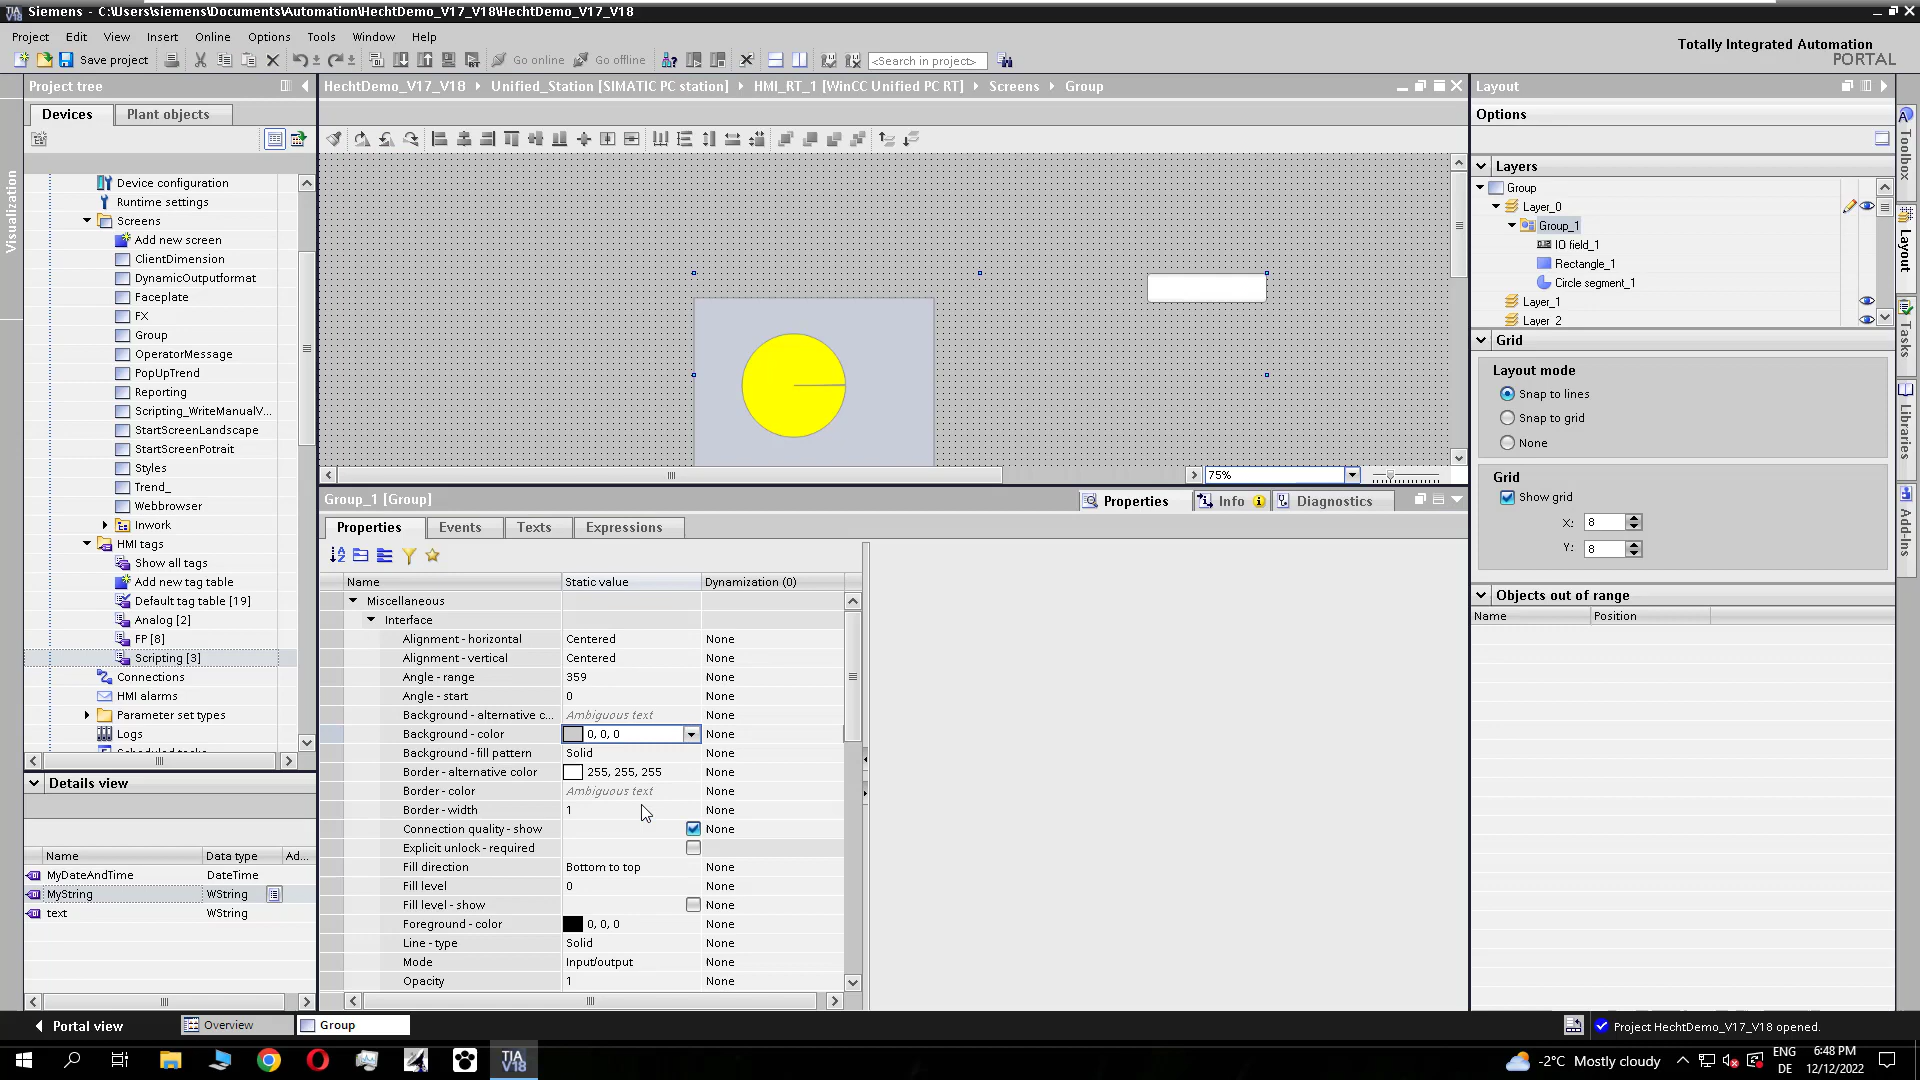 Siemens - C:\Users\siemens\Documents\Automation\HechtDemo_V17_V18\HechtDemo_V17_V18
Project Edit View Insert Online Options Tools Window Help
Totally Integrated Automation
PORTAL
Save project Go online Go offline <Search in project>
Project tree
HechtDemo_V17_V18 Unified_Station [SIMATIC PC station] HMI_RT_1 [WinCC Unified PC RT] Screens Group
Devices Plant objects
Visualization
Device configuration
Runtime settings
Screens
Add new screen
ClientDimension
DynamicOutputformat
Faceplate
FX
Group
OperatorMessage
PopUpTrend
Reporting
Scripting_WriteManualV...
StartScreenLandscape
StartScreenPotrait
Styles
Trend_
Webbrowser
Inwork
HMI tags
Show all tags
Add new tag table
Default tag table [19]
Analog [2]
FP [8]
Scripting [3]
Connections
HMI alarms
Parameter set types
Logs
Scheduled tasks
Details view
Name Data type Ad...
MyDateAndTime DateTime
MyString WString
text WString
75%
Group_1 [Group]
Properties Info Diagnostics
Properties Events Texts Expressions
Name Static value Dynamization (0)
Miscellaneous
Interface
Alignment - horizontal Centered None
Alignment - vertical Centered None
Angle - range 359 None
Angle - start 0 None
Background - alternative c... Ambiguous text None
Background - color 0, 0, 0 None
Background - fill pattern Solid None
Border - alternative color 255, 255, 255 None
Border - color Ambiguous text None
Border - width 1 None
Connection quality - show None
Explicit unlock - required
Fill direction Bottom to top None
Fill level 0 None
Fill level - show None
Foreground - color 0, 0, 0 None
Line - type Solid None
Mode Input/output None
Opacity 1 None
Layout
Options
Layers
Group
Layer_0
Group_1
IO field_1
Rectangle_1
Circle segment_1
Layer_1
Layer_2
Grid
Layout mode
Snap to lines
Snap to grid
None
Grid
Show grid
X: 8
Y: 8
Objects out of range
Name Position
Toolbox
Layout
Tasks
Libraries
Add-Ins
Portal view Overview Group
Project HechtDemo_V17_V18 opened.
TIA
V18
-2°C Mostly cloudy
ENG
DE
6:48 PM
12/12/2022